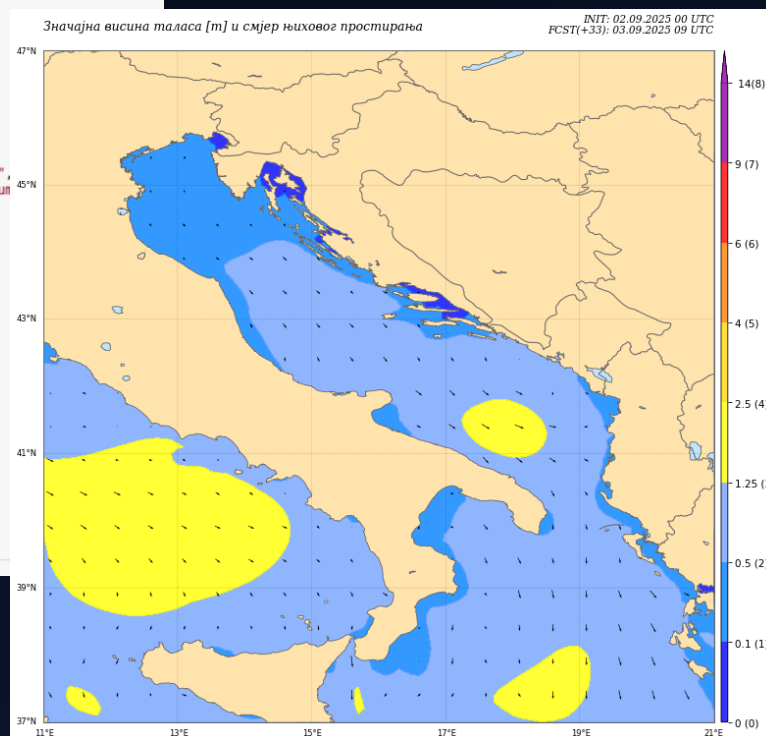 Значајна висина таласа [m] и смјер њиховог простирања
INIT: 02.09.2025 00 UTC
FCST(+33): 03.09.2025 09 UTC
47°N
45°N
43°N
41°N
39°N
37°N
11°E
13°E
15°E
17°E
19°E
21°E
14(8)
9 (7)
6 (6)
4 (5)
2.5 (4)
1.25 (
0.5 (2)
0.1 (1)
0 (0)